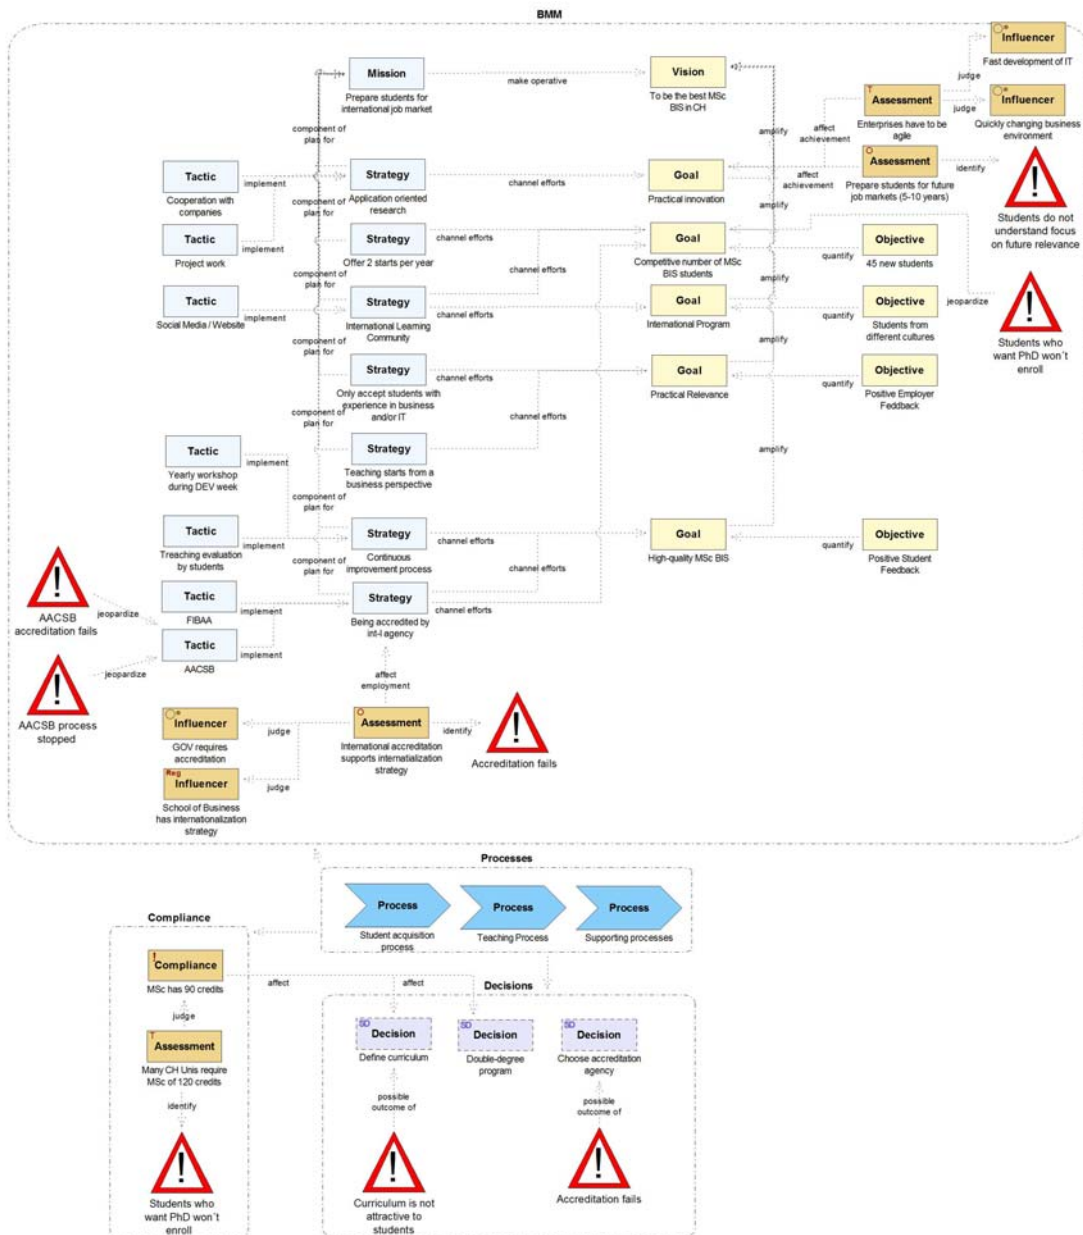 BMM
Influencer
Fast development of IT
judge
Mission
Prepare students for
international job market
make operative
Vision
To be the best MSc
BIS in CH
Assessment
Enterprises have to be
agile
judge
Influencer
Quickly changing business
environment
component of
plan for
amplify
affect
achievement
Tactic
Cooperation with
companies
implement
Strategy
Application oriented
research
channel efforts
Goal
Practical innovation
affect
achievement
Assessment
Prepare students for future
job markets (5-10 years)
identify
Students do not
understand focus
on future relevance
component of
plan for
amplify
Tactic
Project work
implement
Strategy
Offer 2 starts per year
channel efforts
Goal
Competitive number of MSc
BIS students
quantify
Objective
45 new students
component of
plan for
channel efforts
amplify
jeopardize
Students who
want PhD won´t
enroll
Tactic
Social Media / Website
implement
Strategy
International Learning
Community
channel efforts
Goal
International Program
quantify
Objective
Students from
different cultures
component of
plan for
amplify
Strategy
Only accept students with
experience in business
and/or IT
channel efforts
Goal
Practical Relevance
quantify
Objective
Positive Employer
Feddback
component of
plan for
channel efforts
Tactic
Yearly workshop
during DEV week
implement
Strategy
Teaching starts from a
business perspective
amplify
component of
plan for
Tactic
Treaching evaluation
by students
implement
Strategy
Continuous
improvement process
channel efforts
Goal
High-quality MSc BIS
quantify
Objective
Positive Student
Feedback
component of
plan for
channel efforts
AACSB
accreditation fails
jeopardize
Tactic
FIBAA
implement
Strategy
Being accredited by
int-l agency
channel efforts
Tactic
AACSB
implement
AACSB process
stopped
jeopardize
affect
employment
Influencer
GOV requires
accreditation
judge
Assessment
International accreditation
supports internatialization
strategy
identify
Accreditation fails
Reg
Influencer
School of Business
has internationalization
strategy
judge
Processes
Process
Student acquisition
process
Process
Teaching Process
Process
Supporting processes
Compliance
!
Compliance
MSc has 90 credits
affect
affect
judge
T
Assessment
Many CH Unis require
MSc of 120 credits
identify
Students who
want PhD won´t
enroll
Decisions
SD
Decision
Define curriculum
SD
Decision
Double-degree
program
SD
Decision
Choose accreditation
agency
possible
outcome of
possible
outcome of
Curriculum is not
attractive to
students
Accreditation fails